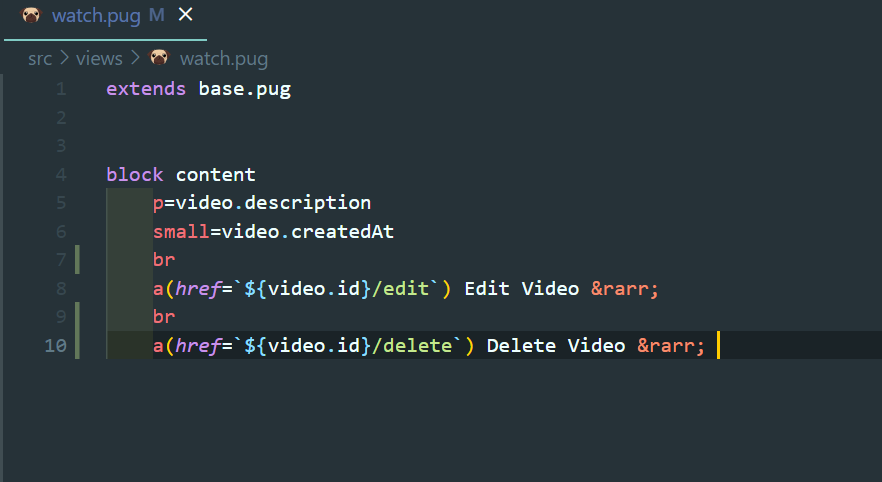 watch.pug M
src > views > watch.pug
1 extends base.pug
2
3
4 block content
5     p=video.description
6     small=video.createdAt
7     br
8     a(href=`${video.id}/edit`) Edit Video &rarr;
9     br
10     a(href=`${video.id}/delete`) Delete Video &rarr;